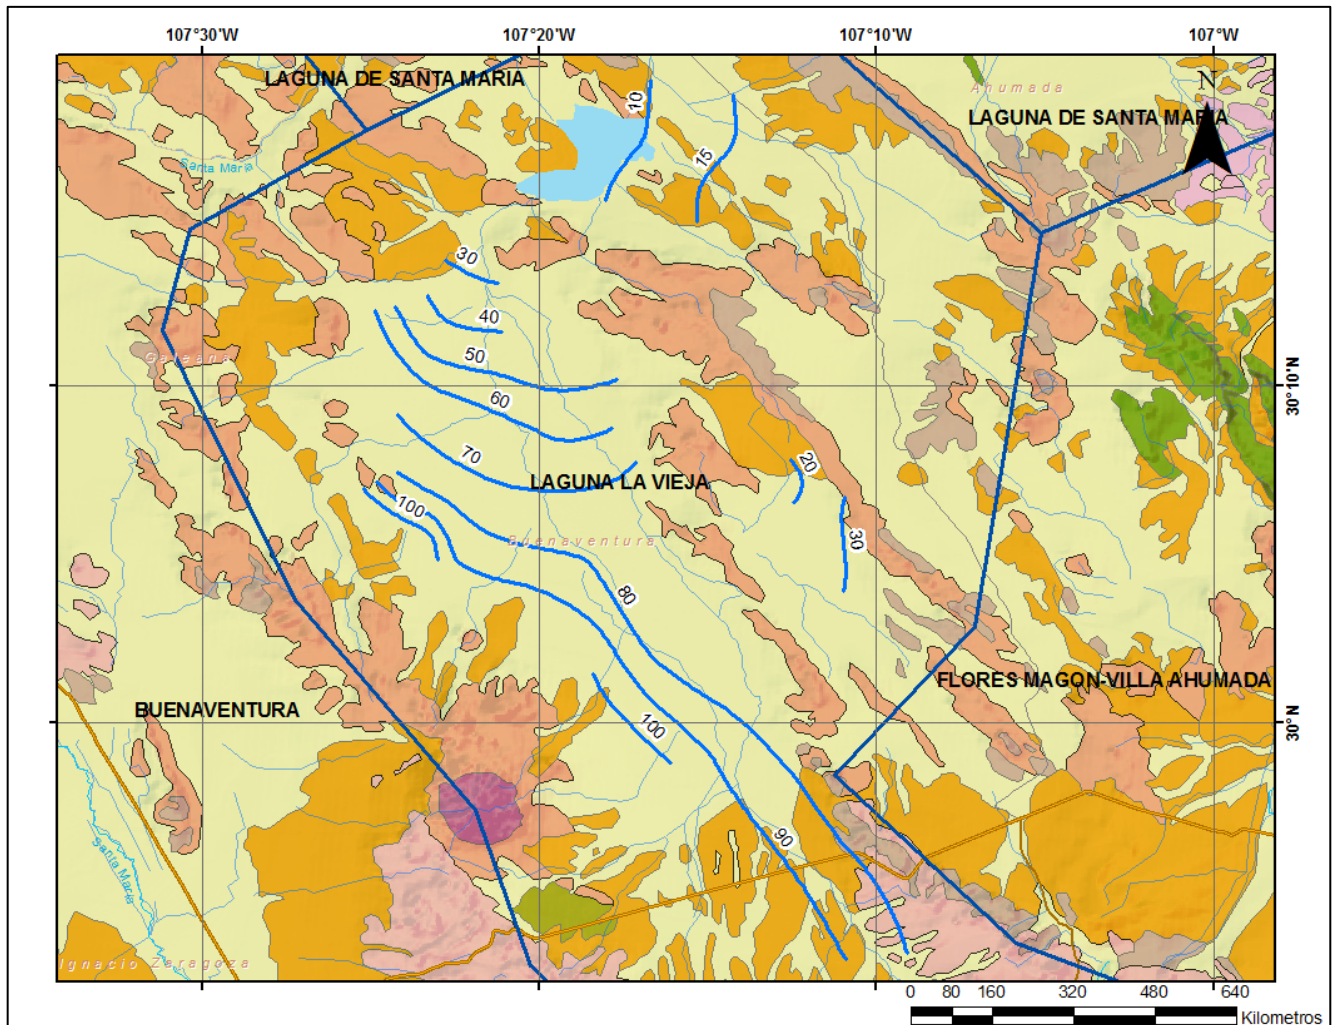 107°30'W 107°20'W 107°10'W 107°W
LAGUNA DE SANTA MARIA
N
Ahumada
10
LAGUNA DE SANTA MARIA
15
Santa Maria
30
40
50
Galeana
30°10'N
60
70
20
LAGUNA LA VIEJA
100
30
Buenaventura
80
FLORES MAGON-VILLA AHUMADA
BUENAVENTURA
100
30°N
90
Santa Maria
Ignacio Zaragoza
0 80 160 320 480 640
Kilometros